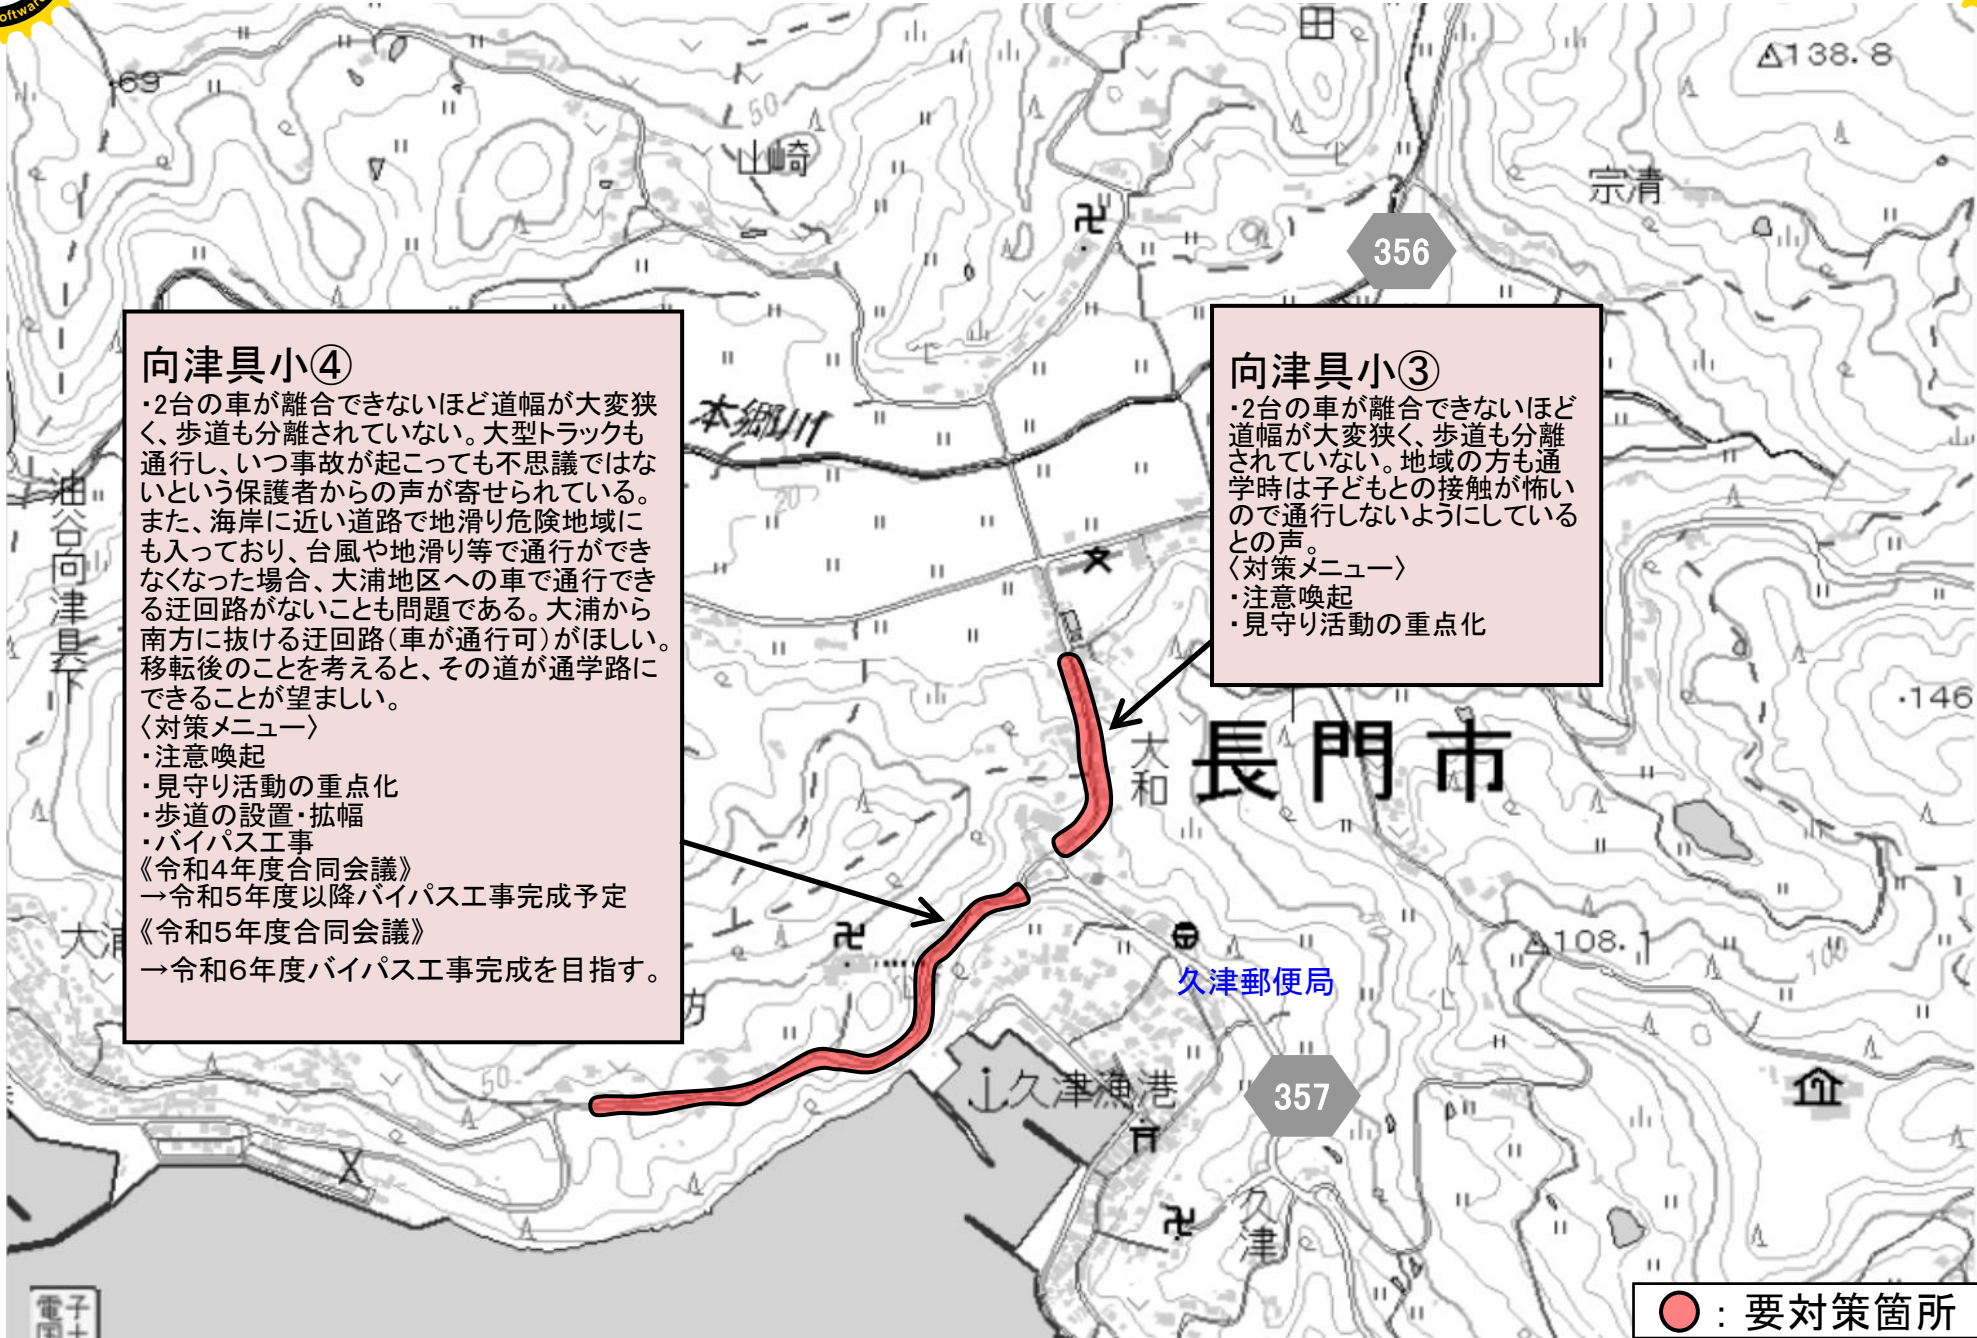 oftwar
69
50
山崎
田
138.8
宗清
356
向津具小④
・2台の車が離合できないほど道幅が大変狭
く、歩道も分離されていない。大型トラックも
通行し、いつ事故が起こっても不思議ではな
いという保護者からの声が寄せられている。
また、海岸に近い道路で地滑り危険地域に
も入っており、台風や地滑り等で通行ができ
なくなった場合、大浦地区への車で通行でき
る迂回路がないことも問題である。大浦から
南方に抜ける迂回路（車が通行可）がほしい。
移転後のことを考えると、その道が通学路に
できることが望ましい。
〈対策メニュー〉
・注意喚起
・見守り活動の重点化
・歩道の設置・拡幅
・バイパス工事
《令和4年度合同会議》
→令和5年度以降バイパス工事完成予定
《令和5年度合同会議》
→令和6年度バイパス工事完成を目指す。
向津具小③
・2台の車が離合できないほど
道幅が大変狭く、歩道も分離
されていない。地域の方も通
学時は子どもとの接触が怖い
ので通行しないようにしている
との声。
〈対策メニュー〉
・注意喚起
・見守り活動の重点化
本郷川
20
油谷向津具下
・146
大和
長門市
大浦
108.1
100
久津郵便局
50
久津漁港
357
久津
電子
：要対策箇所